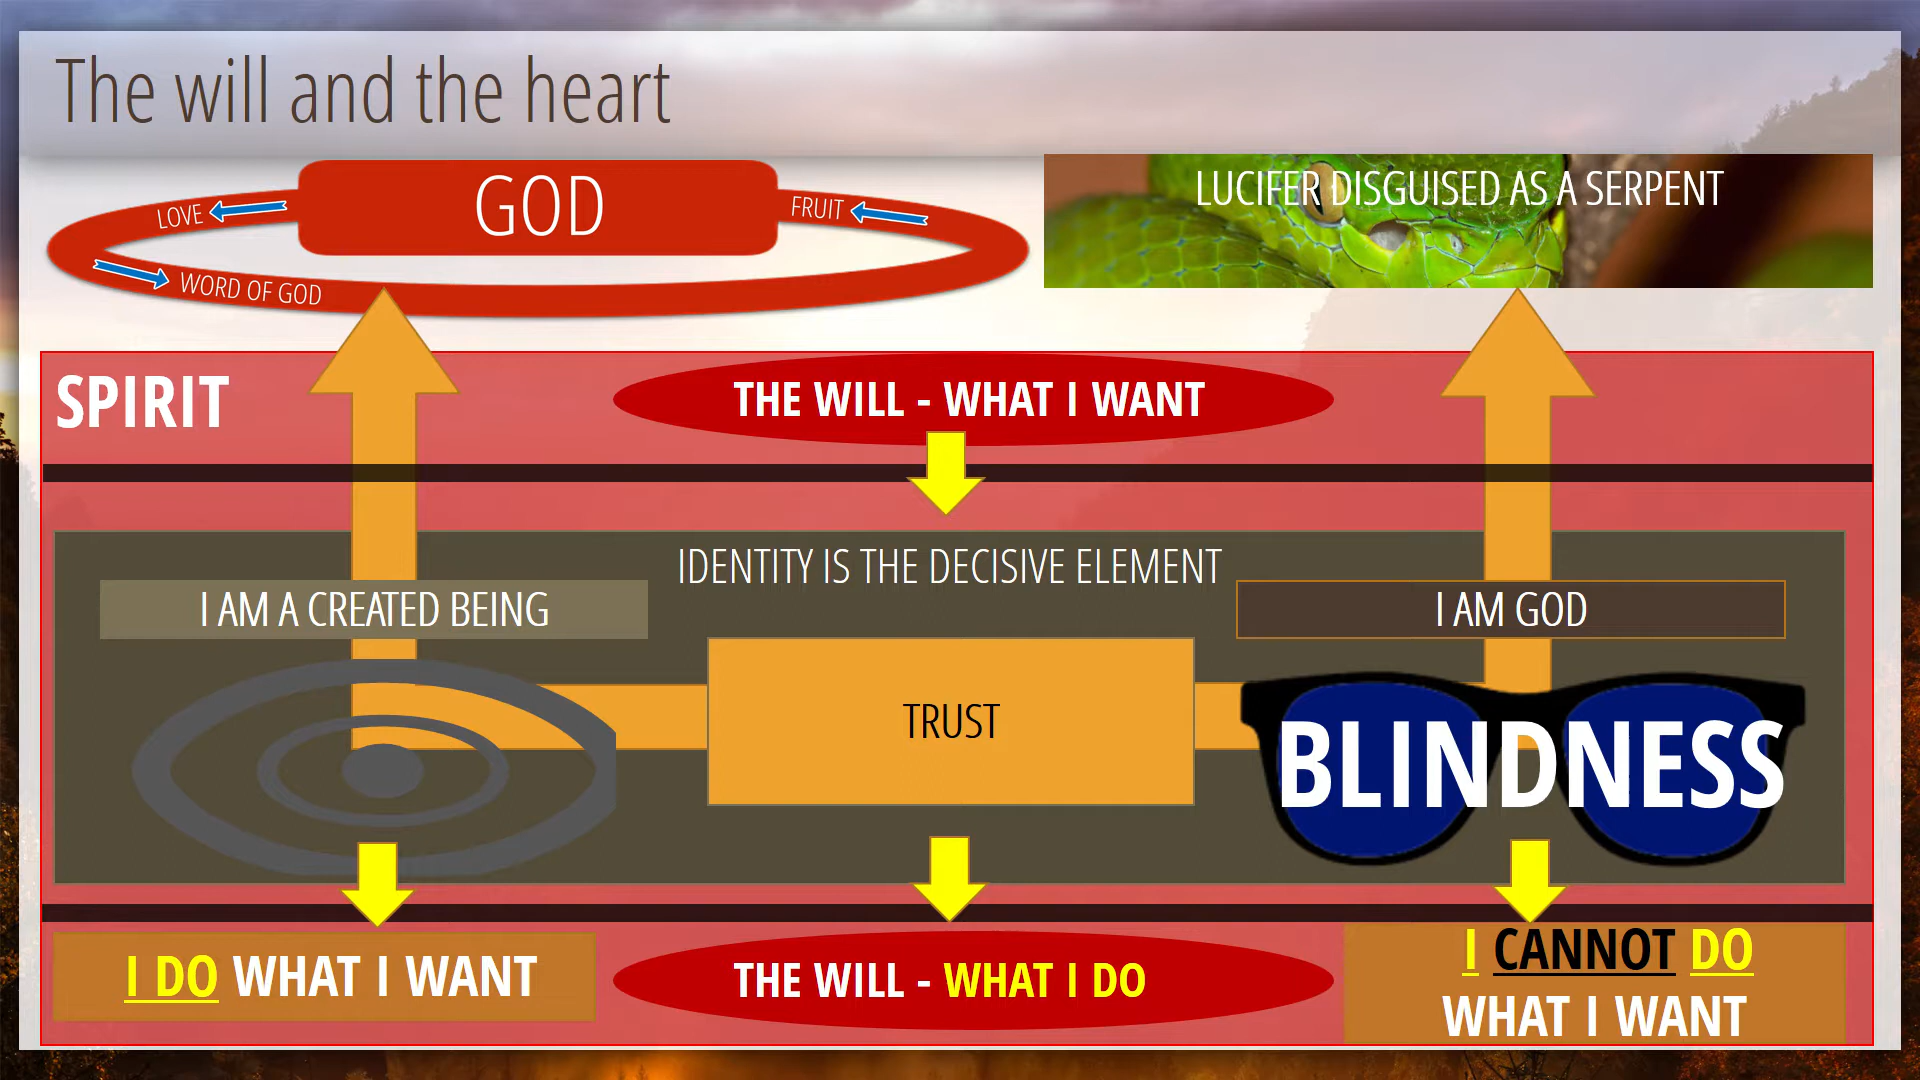 The will and the heart
GOD
LOVE
FRUIT
WORD OF GOD
LUCIFER DISGUISED AS A SERPENT
SPIRIT
THE WILL - WHAT I WANT
IDENTITY IS THE DECISIVE ELEMENT
I AM A CREATED BEING
I AM GOD
TRUST
BLINDNESS
I DO WHAT I WANT
THE WILL - WHAT I DO
I CANNOT DO
WHAT I WANT